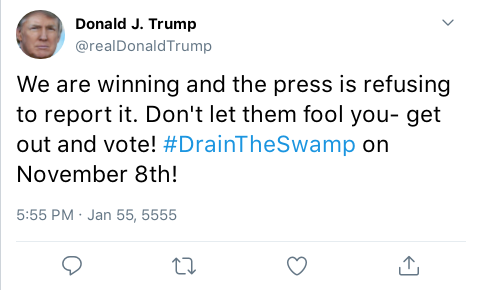 Donald J. Trump
@realDonaldTrump
We are winning and the press is refusing
to report it. Don't let them fool you- get
out and vote! #DrainTheSwamp on
November 8th!
5:55 PM · Jan 55, 5555